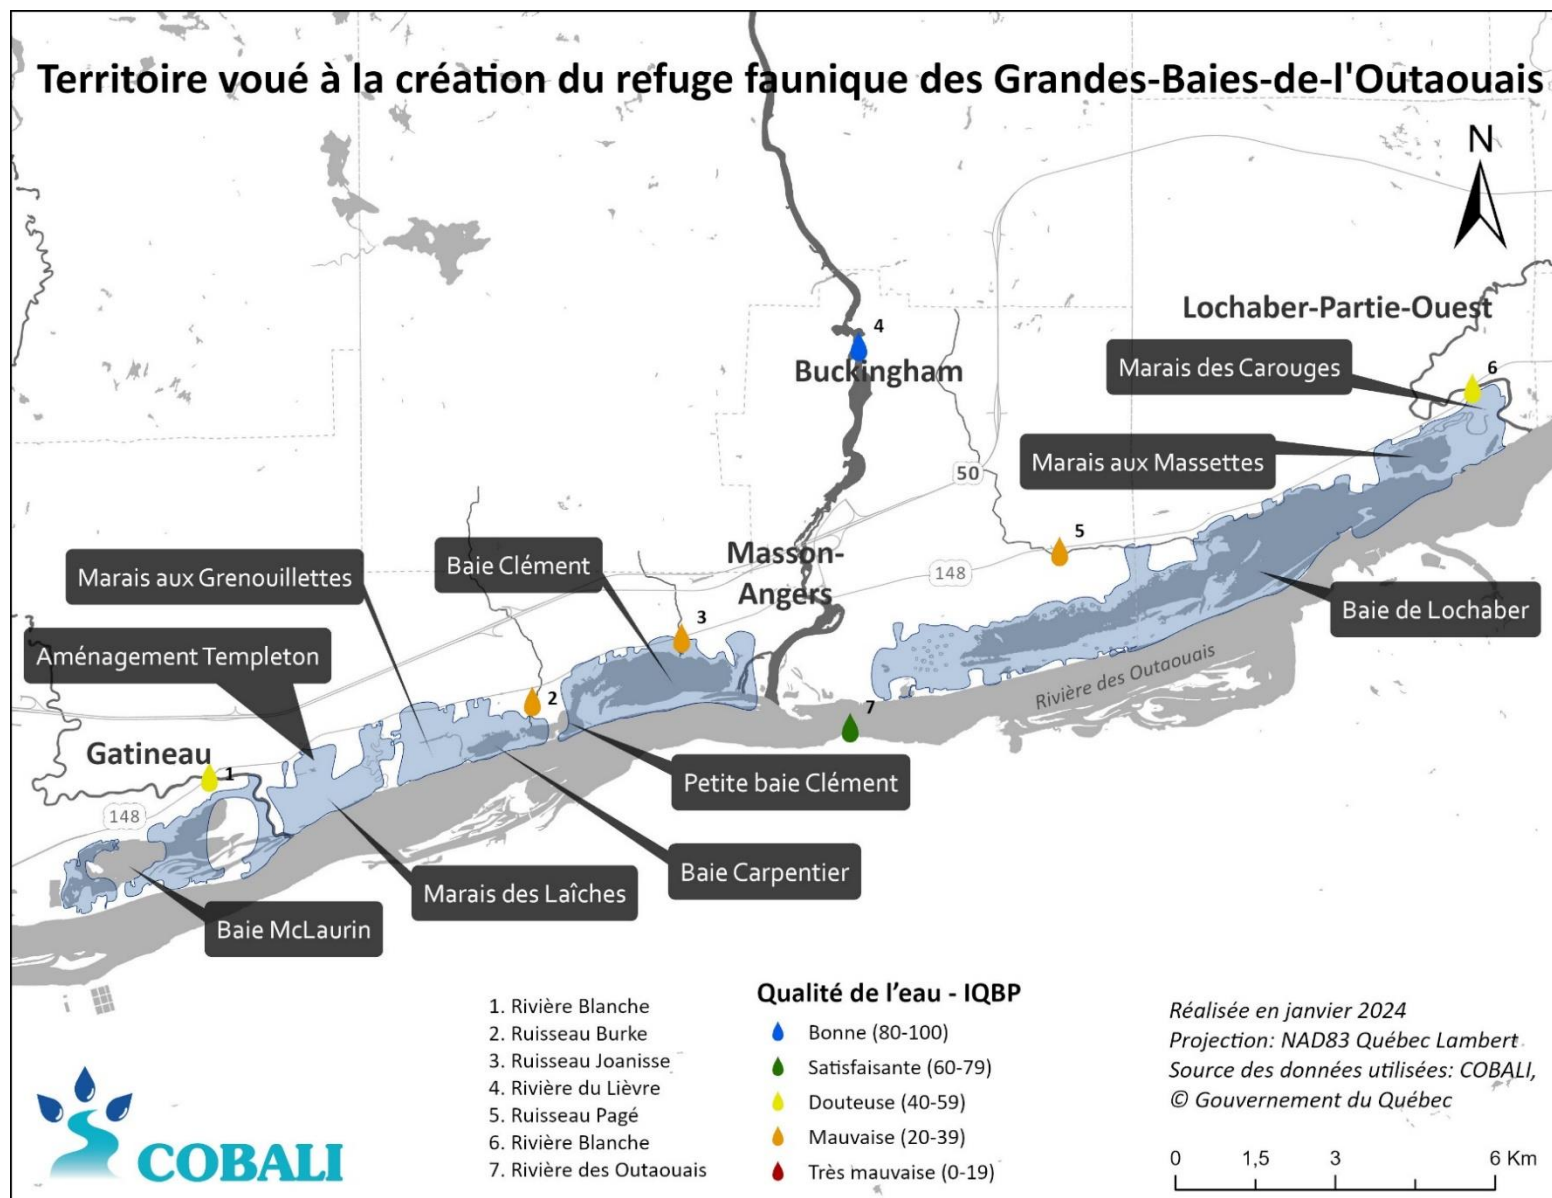 Territoire voué à la création du refuge faunique des Grandes-Baies-de-l'Outaouais
N
Lochaber-Partie-Ouest
4
Buckingham
Marais des Carouges
6
Marais aux Massettes
50
5
Baie Clément
Masson-
Angers
148
Marais aux Grenouillettes
Baie de Lochaber
3
Aménagement Templeton
Rivière des Outaouais
2
7
Gatineau
1
Petite baie Clément
148
Baie Carpentier
Marais des Laîches
Baie McLaurin
1. Rivière Blanche
2. Ruisseau Burke
3. Ruisseau Joanisse
4. Rivière du Lièvre
5. Ruisseau Pagé
6. Rivière Blanche
7. Rivière des Outaouais
Qualité de l'eau - IQBP
Bonne (80-100)
Satisfaisante (60-79)
Douteuse (40-59)
Mauvaise (20-39)
Très mauvaise (0-19)
Réalisée en janvier 2024
Projection: NAD83 Québec Lambert
Source des données utilisées: COBALI,
© Gouvernement du Québec
0 1,5 3 6 Km
COBALI